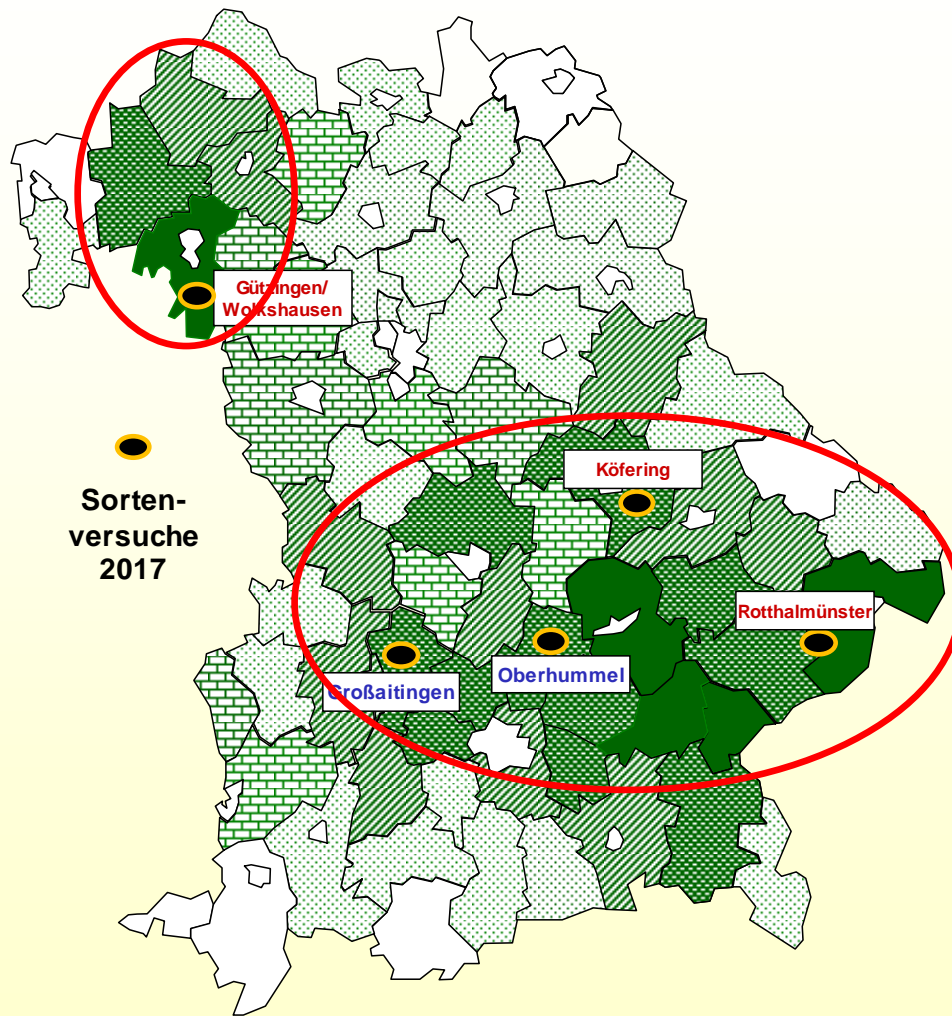 Gützingen/
Wolkshausen
Köfering
Sorten-
versuche
2017
Rotthalmünster
Oberhummel
Großaitingen